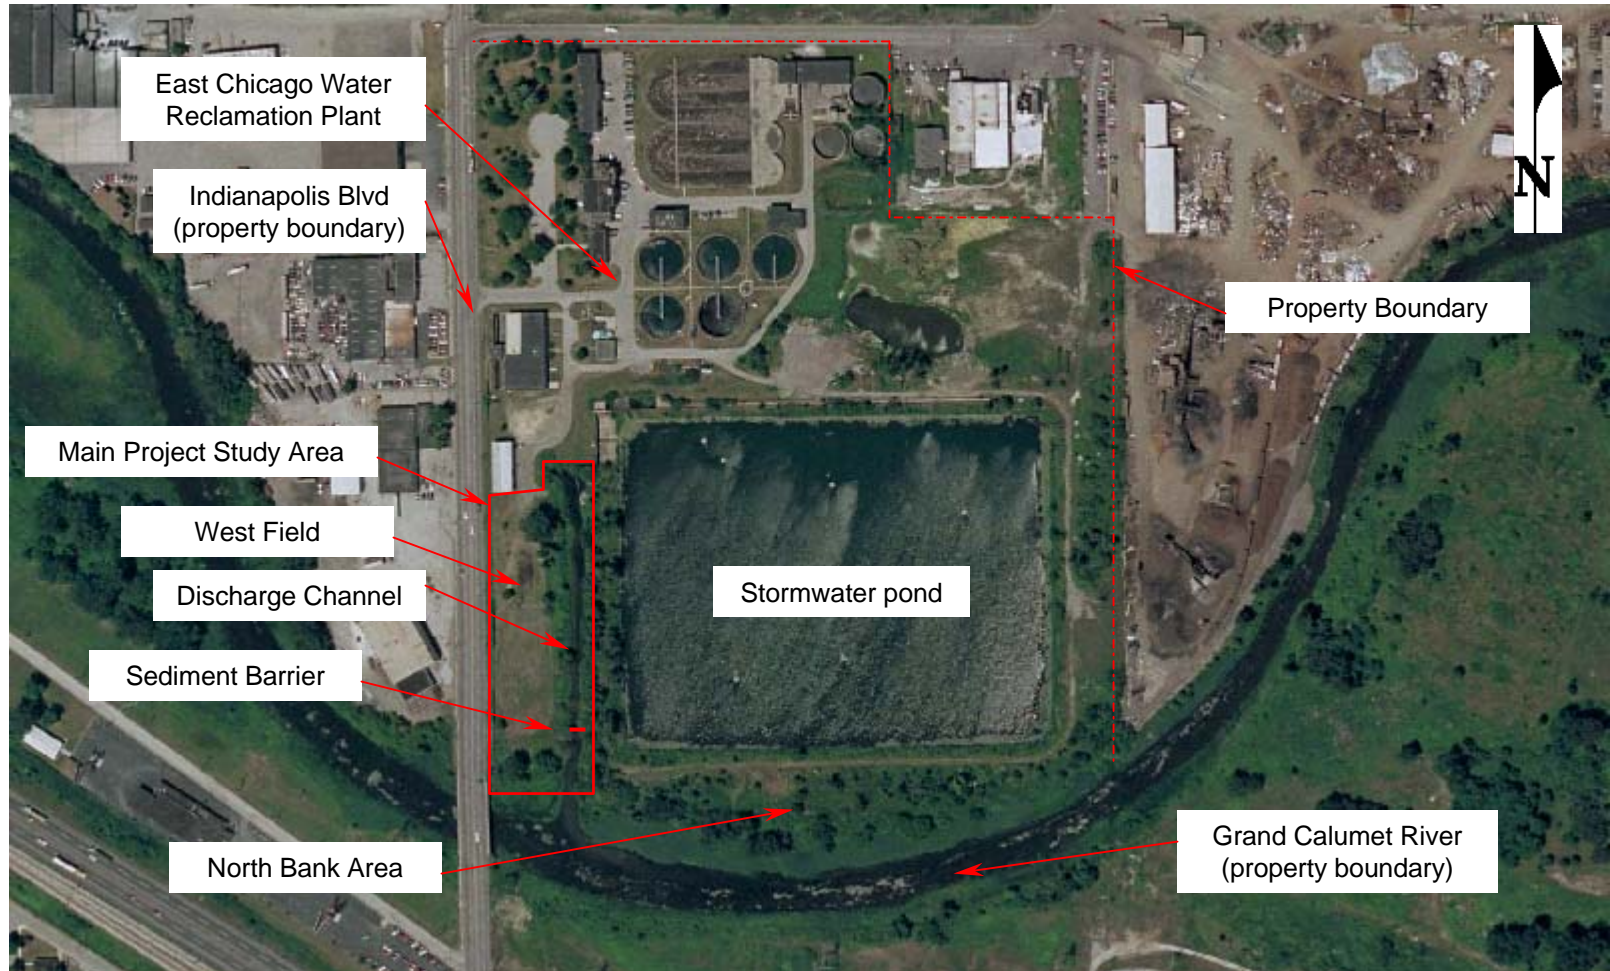 East Chicago Water
Reclamation Plant
Indianapolis Blvd
(property boundary)
N
Property Boundary
Main Project Study Area
West Field
Discharge Channel
Stormwater pond
Sediment Barrier
North Bank Area
Grand Calumet River
(property boundary)